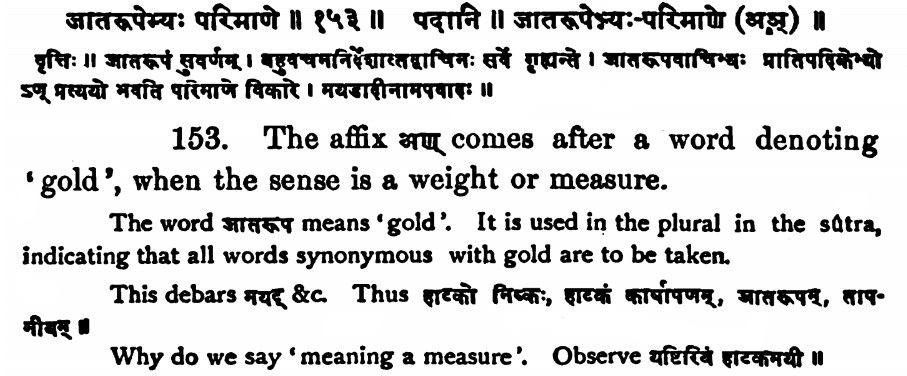 जातरूपेभ्यः परिमाणे ॥ १५३ ॥ पदानि ॥ जातरूपेभ्यः-परिमाणे (अञ्) ॥
वृत्तिः ॥ जातरूपं सुवर्णम् । बहुवचमनिर्देशात्तद्वाचिनः सर्वे गृह्यन्ते । जातरूपवाचिभ्यः प्रातिपदिकेभ्यो
ऽण् प्रत्ययो भवति परिमाणे विकारे । मयडादीनामपवादः ॥
153. The affix अण् comes after a word denoting
‘gold’, when the sense is a weight or measure.
The word जातरूप means ‘gold’. It is used in the plural in the sûtra,
indicating that all words synonymous with gold are to be taken.
This debars मयट् &c. Thus हाटको निष्कः, हाटकं कार्षापणम्, जातरूपम्, ताप-
नीयम् ॥
Why do we say ‘meaning a measure’. Observe यष्टिरियं हाटकमयी ॥